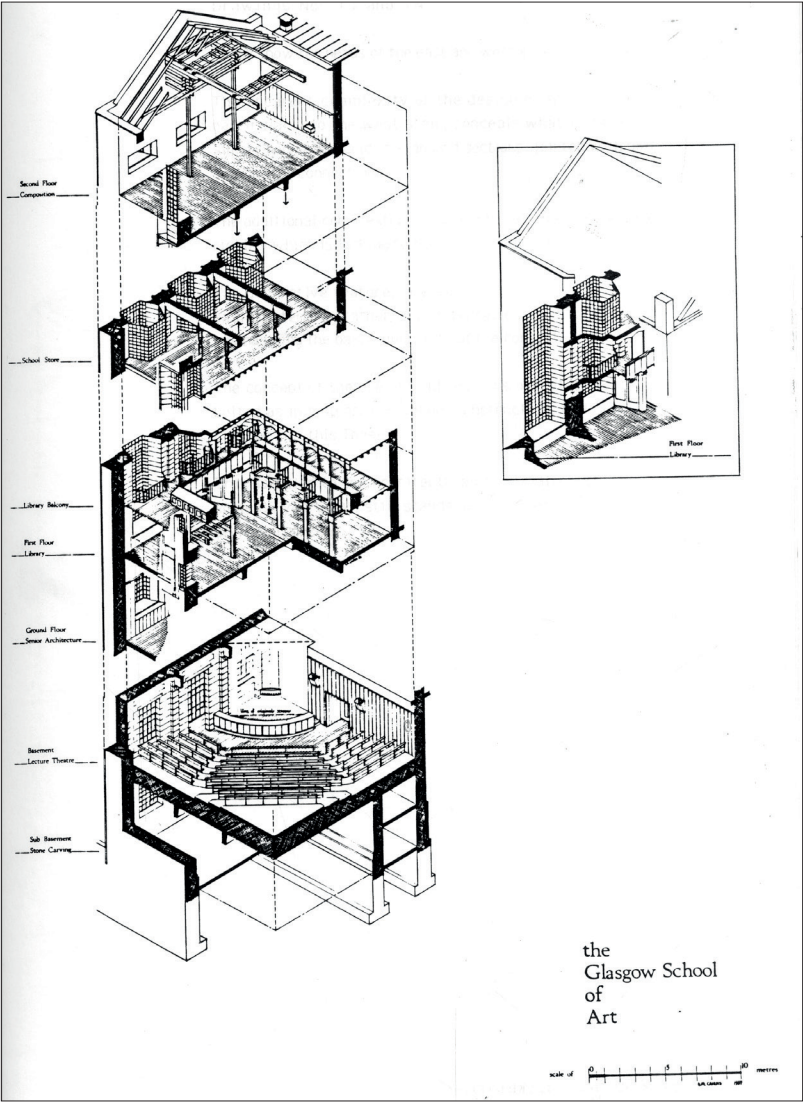 Second Floor
Composition
School Store
Library Balcony
First Floor
Library
Ground Floor
Senior Architecture
Basement
Lecture Theatre
Sub Basement
Stone Carving
First Floor
Library
the
Glasgow School
of
Art
scale of 0 5 10 metres